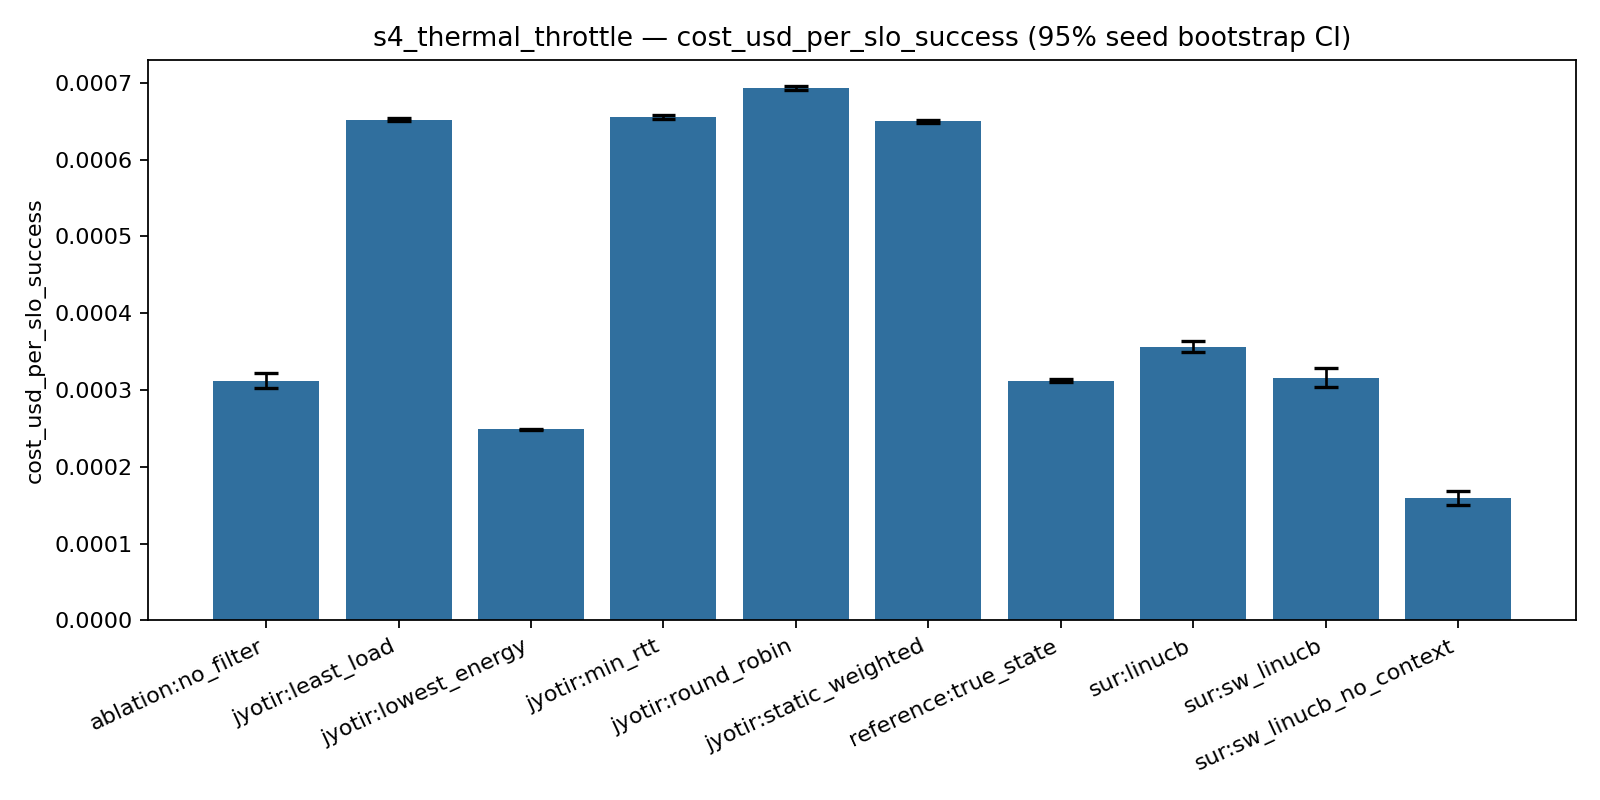 s4_thermal_throttle — cost_usd_per_slo_success (95% seed bootstrap CI)
cost_usd_per_slo_success
0.0007
0.0006
0.0005
0.0004
0.0003
0.0002
0.0001
0.0000
ablation:no_filter
jyotir:least_load
jyotir:lowest_energy
jyotir:min_rtt
jyotir:round_robin
jyotir:static_weighted
reference:true_state
sur:linucb
sur:sw_linucb
sur:sw_linucb_no_context